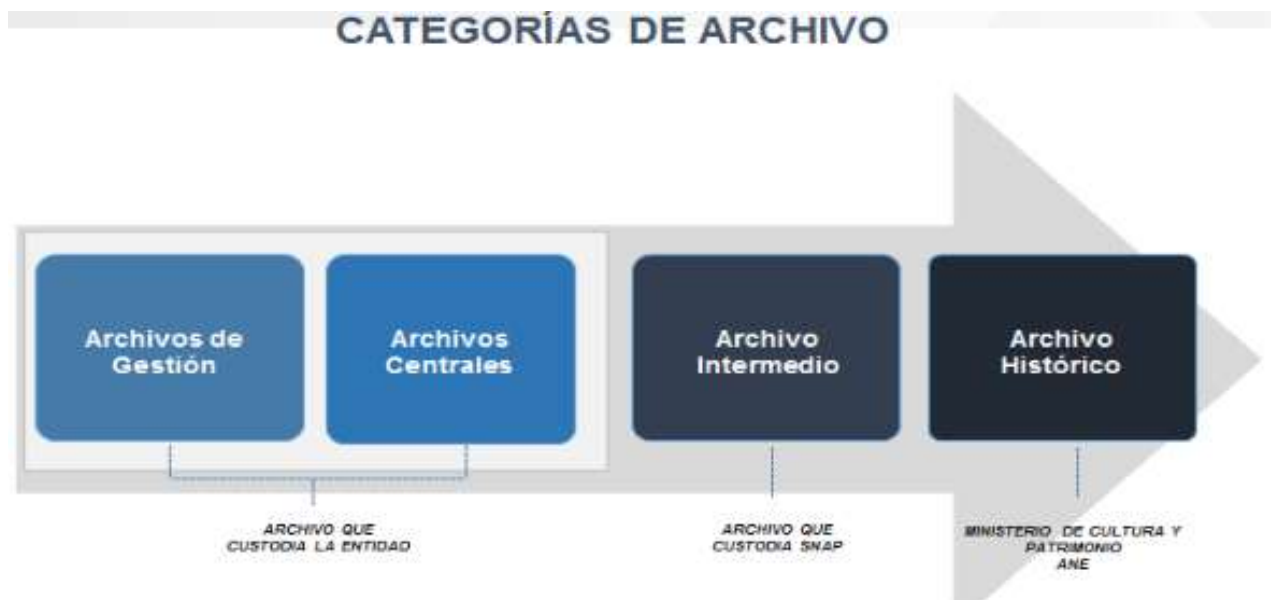 CATEGORÍAS DE ARCHIVO
Archivos de
Gestión
Archivos
Centrales
Archivo
Intermedio
Archivo
Histórico
ARCHIVO QUE
CUSTODIA LA ENTIDAD
ARCHIVO QUE
CUSTODIA SNAP
MINISTERIO DE CULTURA Y
PATRIMONIO
ANE